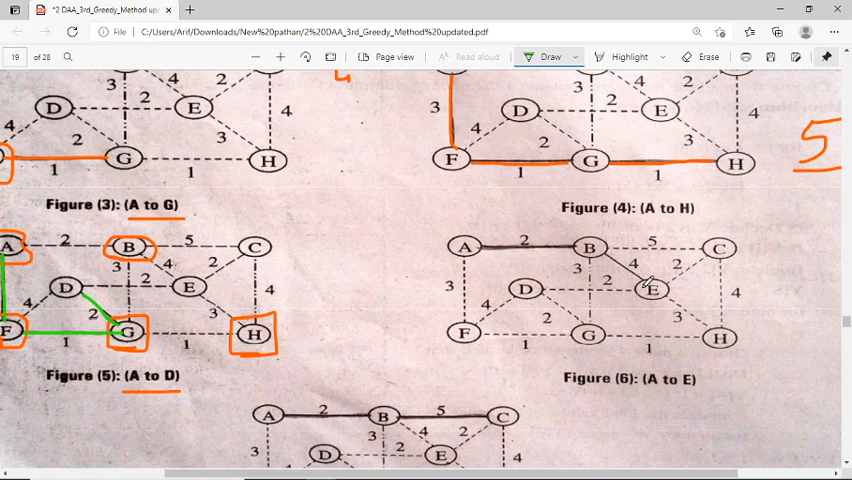 *2 DAA_3rd_Greedy_Method upd
File C:/Users/Arif/Downloads/New%20pathan/2%20DAA_3rd_Greedy_Method%20updated.pdf
19 of 28 Page view Read aloud Draw Highlight Erase
3 4 4 3 4
D 2 E 4 D 2 E
4 2 3 3 4 2 3 5
G H F G H
1 1 1 1
Figure (3): (A to G) Figure (4): (A to H)
A 2 B 5 C A 2 B 5 C
3 4 2 3 4 2
D 2 E 4 3 D 2 E 4
4 2 3 4 2 3
F G H F G H
1 1 1 1
Figure (5): (A to D) Figure (6): (A to E)
A 2 B 5 C
3 3 4 2
D 2 E 4